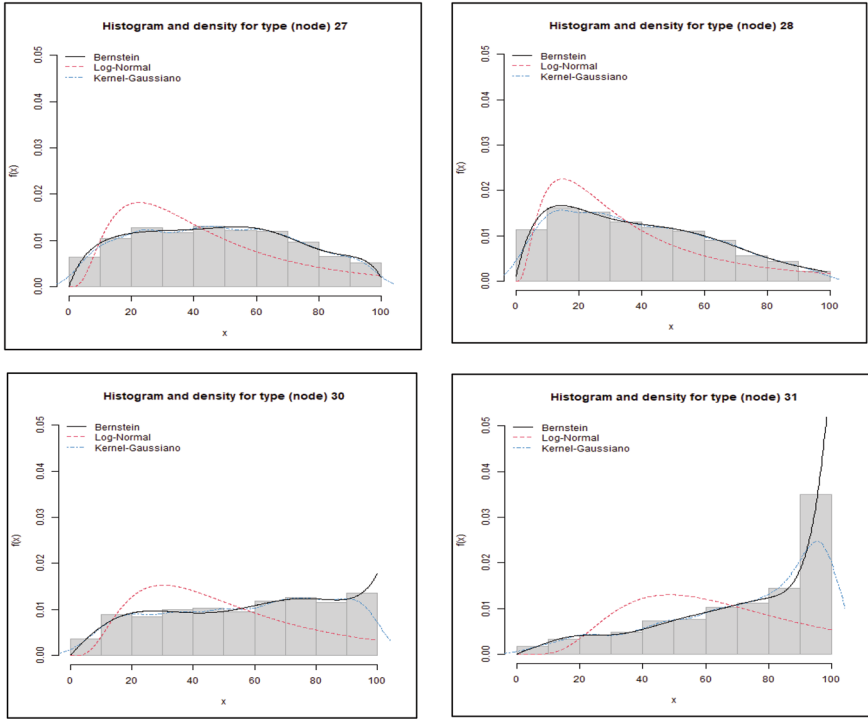 Histogram and density for type (node) 27
Bernstein
Log-Normal
Kernel-Gaussiano
f(x)
0.00 0.01 0.02 0.03 0.04 0.05
0 20 40 60 80 100
x
Histogram and density for type (node) 28
Bernstein
Log-Normal
Kernel-Gaussiano
f(x)
0.00 0.01 0.02 0.03 0.04 0.05
0 20 40 60 80 100
x
Histogram and density for type (node) 30
Bernstein
Log-Normal
Kernel-Gaussiano
f(x)
0.00 0.01 0.02 0.03 0.04 0.05
0 20 40 60 80 100
x
Histogram and density for type (node) 31
Bernstein
Log-Normal
Kernel-Gaussiano
f(x)
0.00 0.01 0.02 0.03 0.04 0.05
0 20 40 60 80 100
x